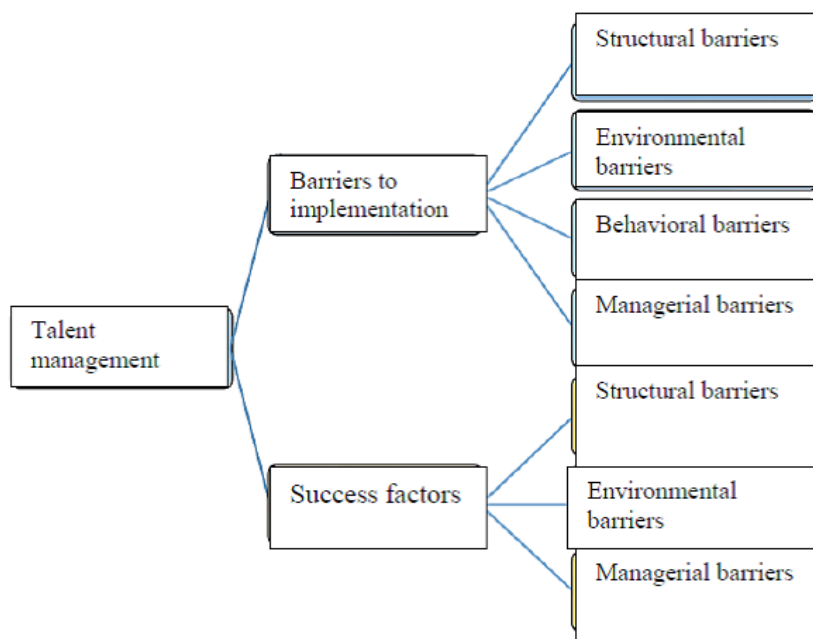 Talent
management
Barriers to
implementation
Structural barriers
Environmental
barriers
Behavioral barriers
Managerial barriers
Success factors
Structural barriers
Environmental
barriers
Managerial barriers